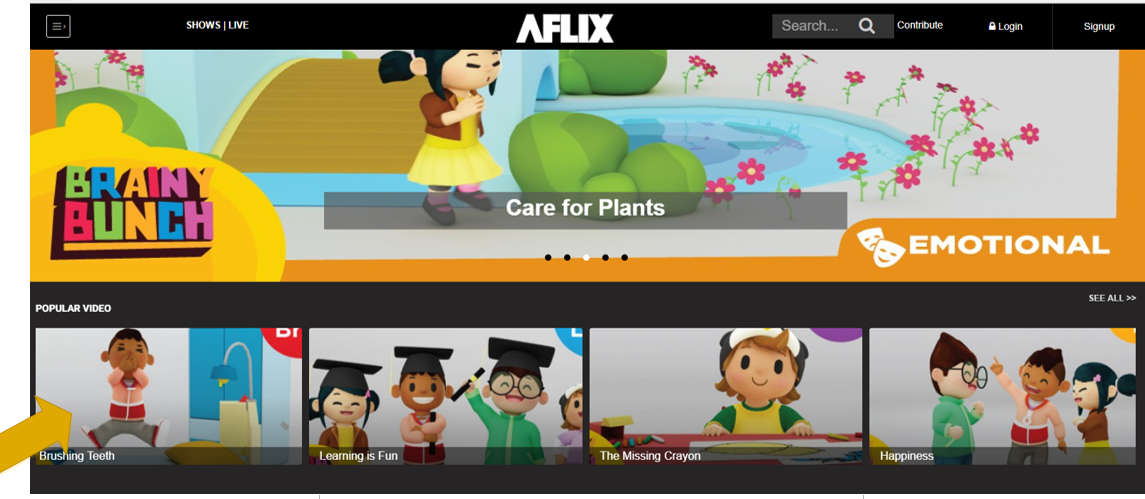 SHOWS | LIVE
AFLIX
Search...
Contribute
Login
Signup
BRAINY
BUNCH
Care for Plants
EMOTIONAL
POPULAR VIDEO
SEE ALL >>
Brushing Teeth
Learning is Fun
The Missing Crayon
Happiness